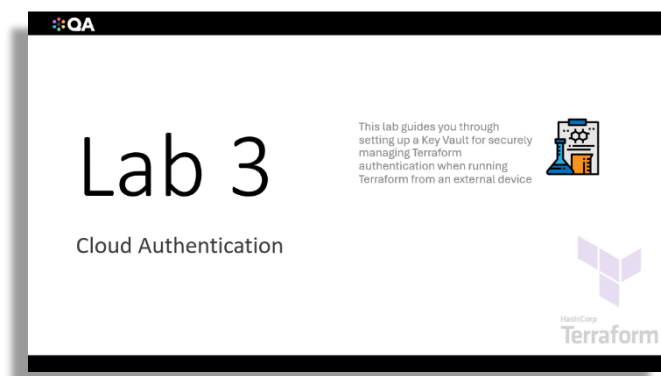 QA
Lab 3
Cloud Authentication
This lab guides you through
setting up a Key Vault for securely
managing Terraform
authentication when running
Terraform from an external device
HashiCorp
Terraform